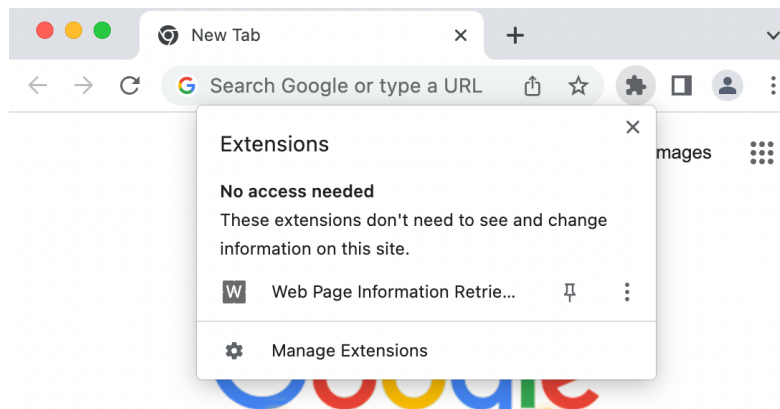 New Tab
Search Google or type a URL
Extensions
mages
No access needed
These extensions don't need to see and change
information on this site.
W Web Page Information Retrie...
Manage Extensions